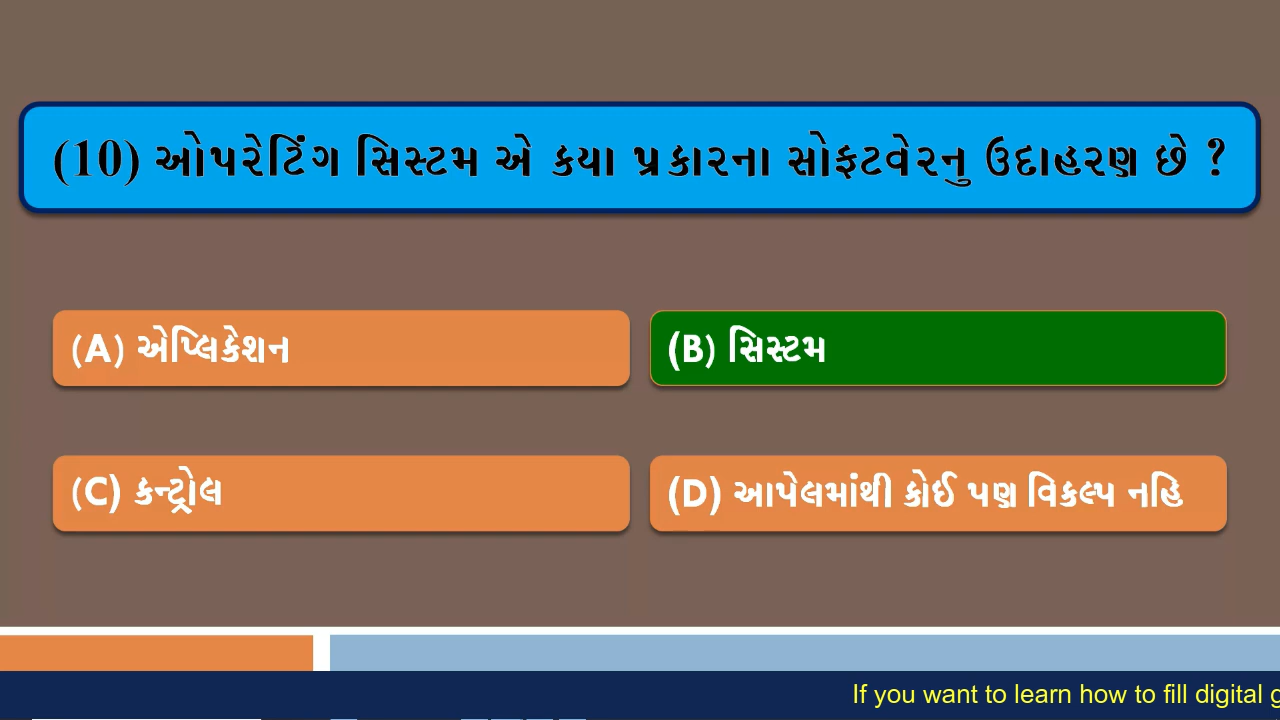 (10) ઓપરેટિંગ સિસ્ટમ એ કયા પ્રકારના સોફટવેરનુ ઉદાહરણ છે ?
(A) એપ્લિકેશન
(B) સિસ્ટમ
(C) કન્ટ્રોલ
(D) આપેલમાંથી કોઈ પણ વિકલ્પ નહિ
If you want to learn how to fill digital